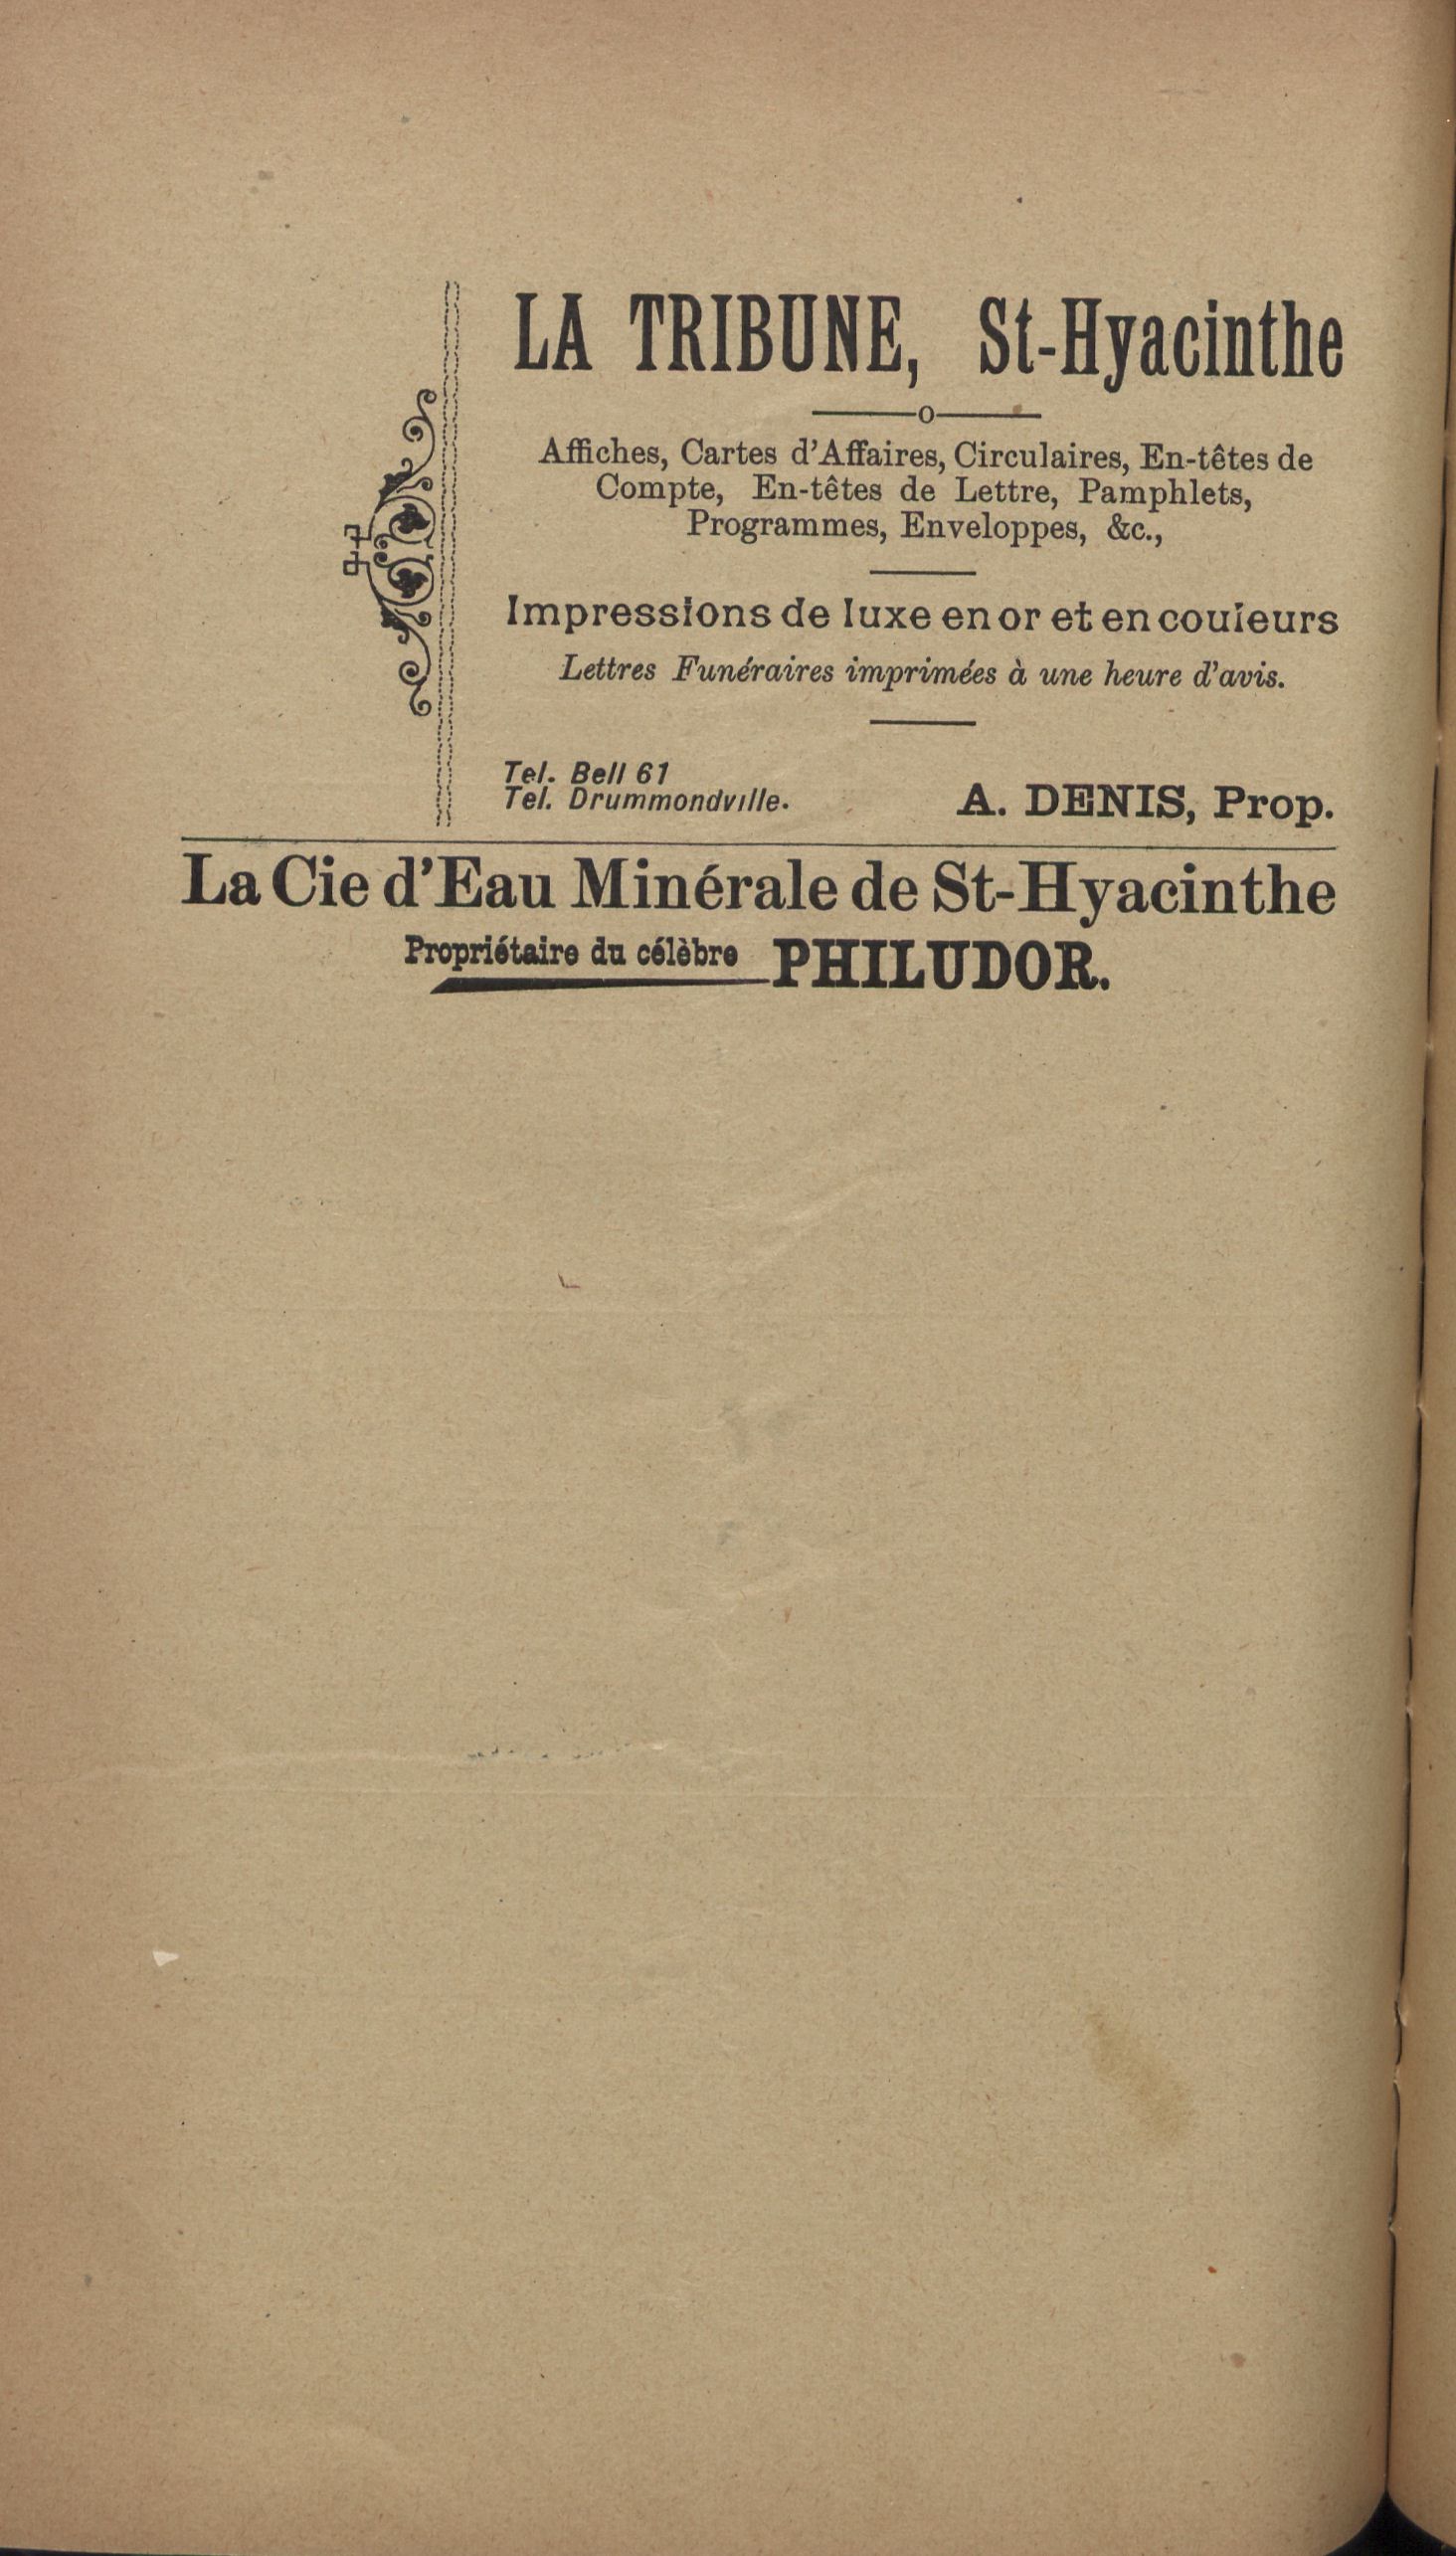 LA TRIBUNE, St-Hyacinthe
Affiches, Cartes d'Affaires, Circulaires, En-têtes de
Compte, En-têtes de Lettre, Pamphlets,
Programmes, Enveloppes, &c.,
Impressions de luxe en or et en couleurs
Lettres Funéraires imprimées à une heure d'avis.
Tel. Bell 61
Tel. Drummondville.
A. DENIS, Prop.
La Cie d'Eau Minérale de St-Hyacinthe
Propriétaire du célèbre PHILUDOR.